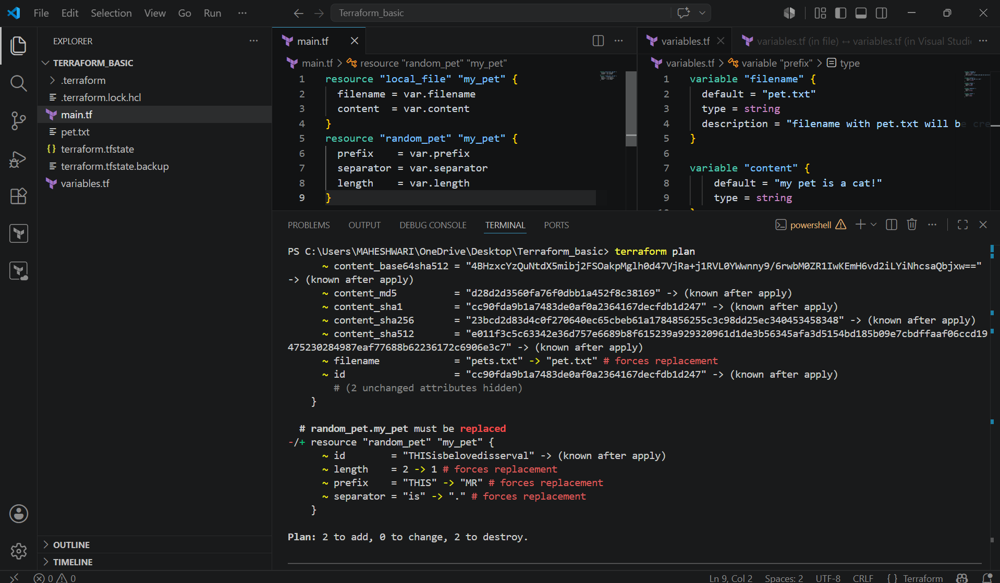 File Edit Selection View Go Run ··· Terraform_basic
EXPLORER ···
TERRAFORM_BASIC
.terraform
.terraform.lock.hcl
main.tf
pet.txt
{} terraform.tfstate
terraform.tfstate.backup
variables.tf
OUTLINE
TIMELINE
main.tf
main.tf > resource "random_pet" "my_pet"
1 resource "local_file" "my_pet" {
2 filename = var.filename
3 content = var.content
4 }
5 resource "random_pet" "my_pet" {
6 prefix = var.prefix
7 separator = var.separator
8 length = var.length
9 }
variables.tf variables.tf (in file) ↔ variables.tf (in Visual Studi
variables.tf > variable "prefix" > type
1 variable "filename" {
2 default = "pet.txt"
3 type = string
4 description = "filename with pet.txt will be cre
5 }
6
7 variable "content" {
8 default = "my pet is a cat!"
9 type = string
PROBLEMS OUTPUT DEBUG CONSOLE TERMINAL PORTS powershell
PS C:\Users\MAHESHWARI\OneDrive\Desktop\Terraform_basic> terraform plan
~ content_base64sha512 = "4BHzxcYzQuNtdX5mibj2FSOakpMglh0d47VjRa+j1RVL0YWwnny9/6rwbM0ZR1IwKEmH6vd2iLYiNhcsaQbjxw=="
-> (known after apply)
~ content_md5 = "d28d2d3560fa76f0dbb1a452f8c38169" -> (known after apply)
~ content_sha1 = "cc90fda9b1a7483de0af0a2364167decfdb1d247" -> (known after apply)
~ content_sha256 = "23bcd2d83d4c0f270640ec65cbeb61a1784856255c3c98dd25ec340453458348" -> (known after apply)
~ content_sha512 = "e011f3c5c63342e36d757e6689b8f615239a929320961d1de3b56345afa3d5154bd185b09e7cbdffaaf06ccd19
475230284987eaf77688b62236172c6906e3c7" -> (known after apply)
~ filename = "pets.txt" -> "pet.txt" # forces replacement
~ id = "cc90fda9b1a7483de0af0a2364167decfdb1d247" -> (known after apply)
# (2 unchanged attributes hidden)
}
# random_pet.my_pet must be replaced
-/+ resource "random_pet" "my_pet" {
~ id = "THISisbelovedisserval" -> (known after apply)
~ length = 2 -> 1 # forces replacement
~ prefix = "THIS" -> "MR" # forces replacement
~ separator = "is" -> "." # forces replacement
}
Plan: 2 to add, 0 to change, 2 to destroy.
0 0 Ln 9, Col 2 Spaces: 2 UTF-8 CRLF {} Terraform